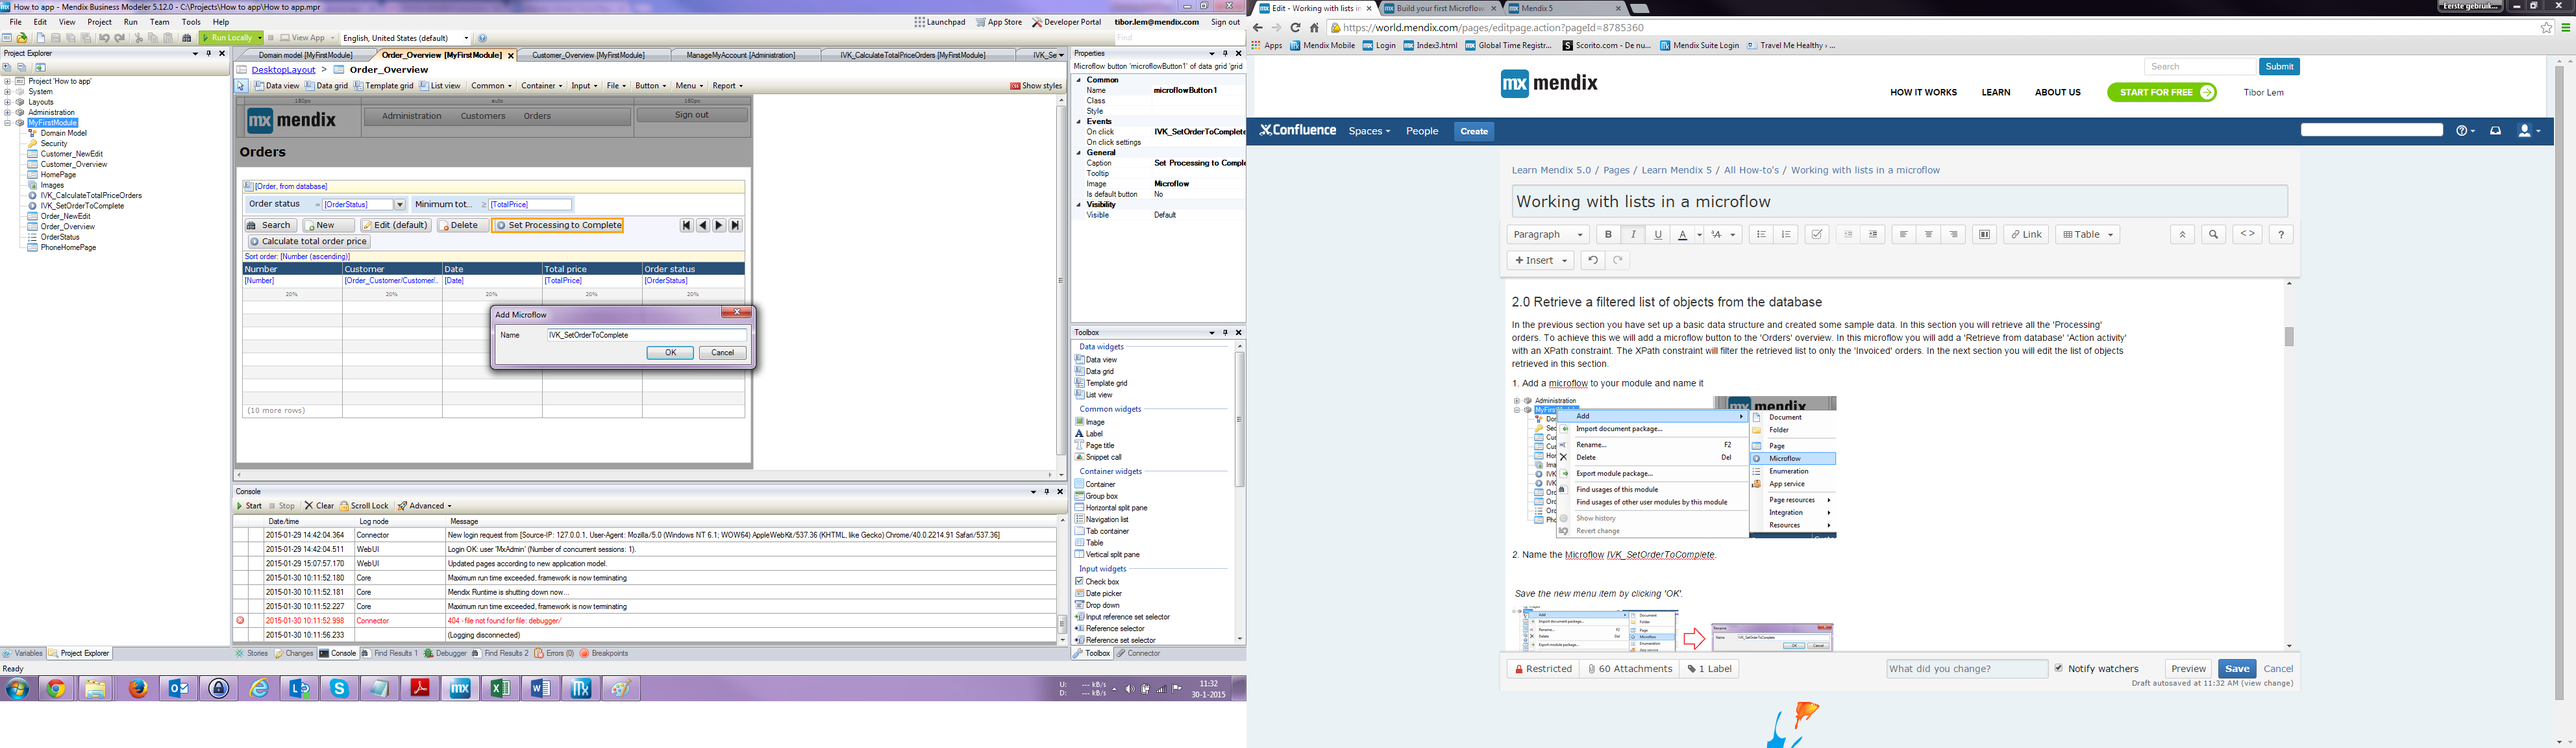 How to app - Mendix Business Modeler 5.12.0 - C:\Projects\How to app\How to app.mpr
File Edit View Project Run Team Tools Help
Launchpad App Store Developer Portal tibor.lem@mendix.com Sign out
Run Locally View App English, United States (default) Find
Project Explorer
Project 'How to app'
System
Layouts
Administration
MyFirstModule
Domain Model
Security
Customer_NewEdit
Customer_Overview
HomePage
Images
IVK_CalculateTotalPriceOrders
IVK_SetOrderToComplete
Order_NewEdit
Order_Overview
OrderStatus
PhoneHomePage
Variables Project Explorer
Ready
Domain model [MyFirstModule] Order_Overview [MyFirstModule] Customer_Overview [MyFirstModule] ManageMyAccount [Administration] IVK_CalculateTotalPriceOrders [MyFirstModule] IVK_Se
DesktopLayout > Order_Overview
Data view Data grid Template grid List view Common Container Input File Button Menu Report Show styles
180px auto 180px
mx mendix Administration Customers Orders Sign out
Orders
[Order, from database]
Order status = [OrderStatus] Minimum tot... ≥ [TotalPrice]
Search New Edit (default) Delete Set Processing to Complete
Calculate total order price
Sort order: [Number (ascending)]
Number Customer Date Total price Order status
[Number] [Order_Customer/Customer/.. [Date] [TotalPrice] [OrderStatus]
20% 20% 20% 20% 20%
(10 more rows)
Add Microflow
Name IVK_SetOrderToComplete
OK Cancel
Console
Start Stop Clear Scroll Lock Advanced
Date/time Log node Message
2015-01-29 14:42:04.364 Connector New login request from [Source-IP: 127.0.0.1, User-Agent: Mozilla/5.0 (Windows NT 6.1; WOW64) AppleWebKit/537.36 (KHTML, like Gecko) Chrome/40.0.2214.91 Safari/537.36]
2015-01-29 14:42:04.511 WebUI Login OK: user 'MxAdmin' (Number of concurrent sessions: 1).
2015-01-29 15:07:57.170 WebUI Updated pages according to new application model.
2015-01-30 10:11:52.180 Core Maximum run time exceeded, framework is now terminating
2015-01-30 10:11:52.181 Core Mendix Runtime is shutting down now...
2015-01-30 10:11:52.227 Core Maximum run time exceeded, framework is now terminating
2015-01-30 10:11:52.998 Connector 404 - file not found for file: debugger/
2015-01-30 10:11:56.233 (Logging disconnected)
Stories Changes Console Find Results 1 Debugger Find Results 2 Errors (0) Breakpoints
Properties
Microflow button 'microflowButton1' of data grid 'grid
Common
Name microflowButton1
Class
Style
Events
On click IVK_SetOrderToComplete
On click settings
General
Caption Set Processing to Comple
Tooltip
Image Microflow
Is default button No
Visibility
Visible Default
Toolbox
Data widgets
Data view
Data grid
Template grid
List view
Common widgets
Image
Label
Page title
Snippet call
Container widgets
Container
Group box
Horizontal split pane
Navigation list
Tab container
Table
Vertical split pane
Input widgets
Check box
Date picker
Drop down
Input reference set selector
Reference selector
Reference set selector
Toolbox Connector
U: --- kB/s
D: --- kB/s
11:32
30-1-2015
Edit - Working with lists in Build your first Microflow Mendix 5 Eerste gebruik...
https://world.mendix.com/pages/editpage.action?pageId=8785360
Apps Mendix Mobile Login Index3.html Global Time Registr... Scorito.com - De nu... Mendix Suite Login Travel Me Healthy › ...
Search Submit
mx mendix
HOW IT WORKS LEARN ABOUT US START FOR FREE Tibor Lem
Confluence Spaces People Create
Learn Mendix 5.0 / Pages / Learn Mendix 5 / All How-to's / Working with lists in a microflow
Working with lists in a microflow
Paragraph B I U A Link Table < > ?
Insert
2.0 Retrieve a filtered list of objects from the database
In the previous section you have set up a basic data structure and created some sample data. In this section you will retrieve all the 'Processing'
orders. To achieve this we will add a microflow button to the 'Orders' overview. In this microflow you will add a 'Retrieve from database' 'Action activity'
with an XPath constraint. The XPath constraint will filter the retrieved list to only the 'Invoiced' orders. In the next section you will edit the list of objects
retrieved in this section.
1. Add a microflow to your module and name it
Administration
mendix
Add
Import document package...
Rename... F2
Delete Del
Export module package...
Find usages of this module
Find usages of other user modules by this module
Show history
Revert change
Document
Folder
Page
Microflow
Enumeration
App service
Page resources
Integration
Resources
2. Name the Microflow IVK_SetOrderToComplete.
Save the new menu item by clicking 'OK'.
Restricted 60 Attachments 1 Label What did you change? Notify watchers Preview Save Cancel
Draft autosaved at 11:32 AM (view change)